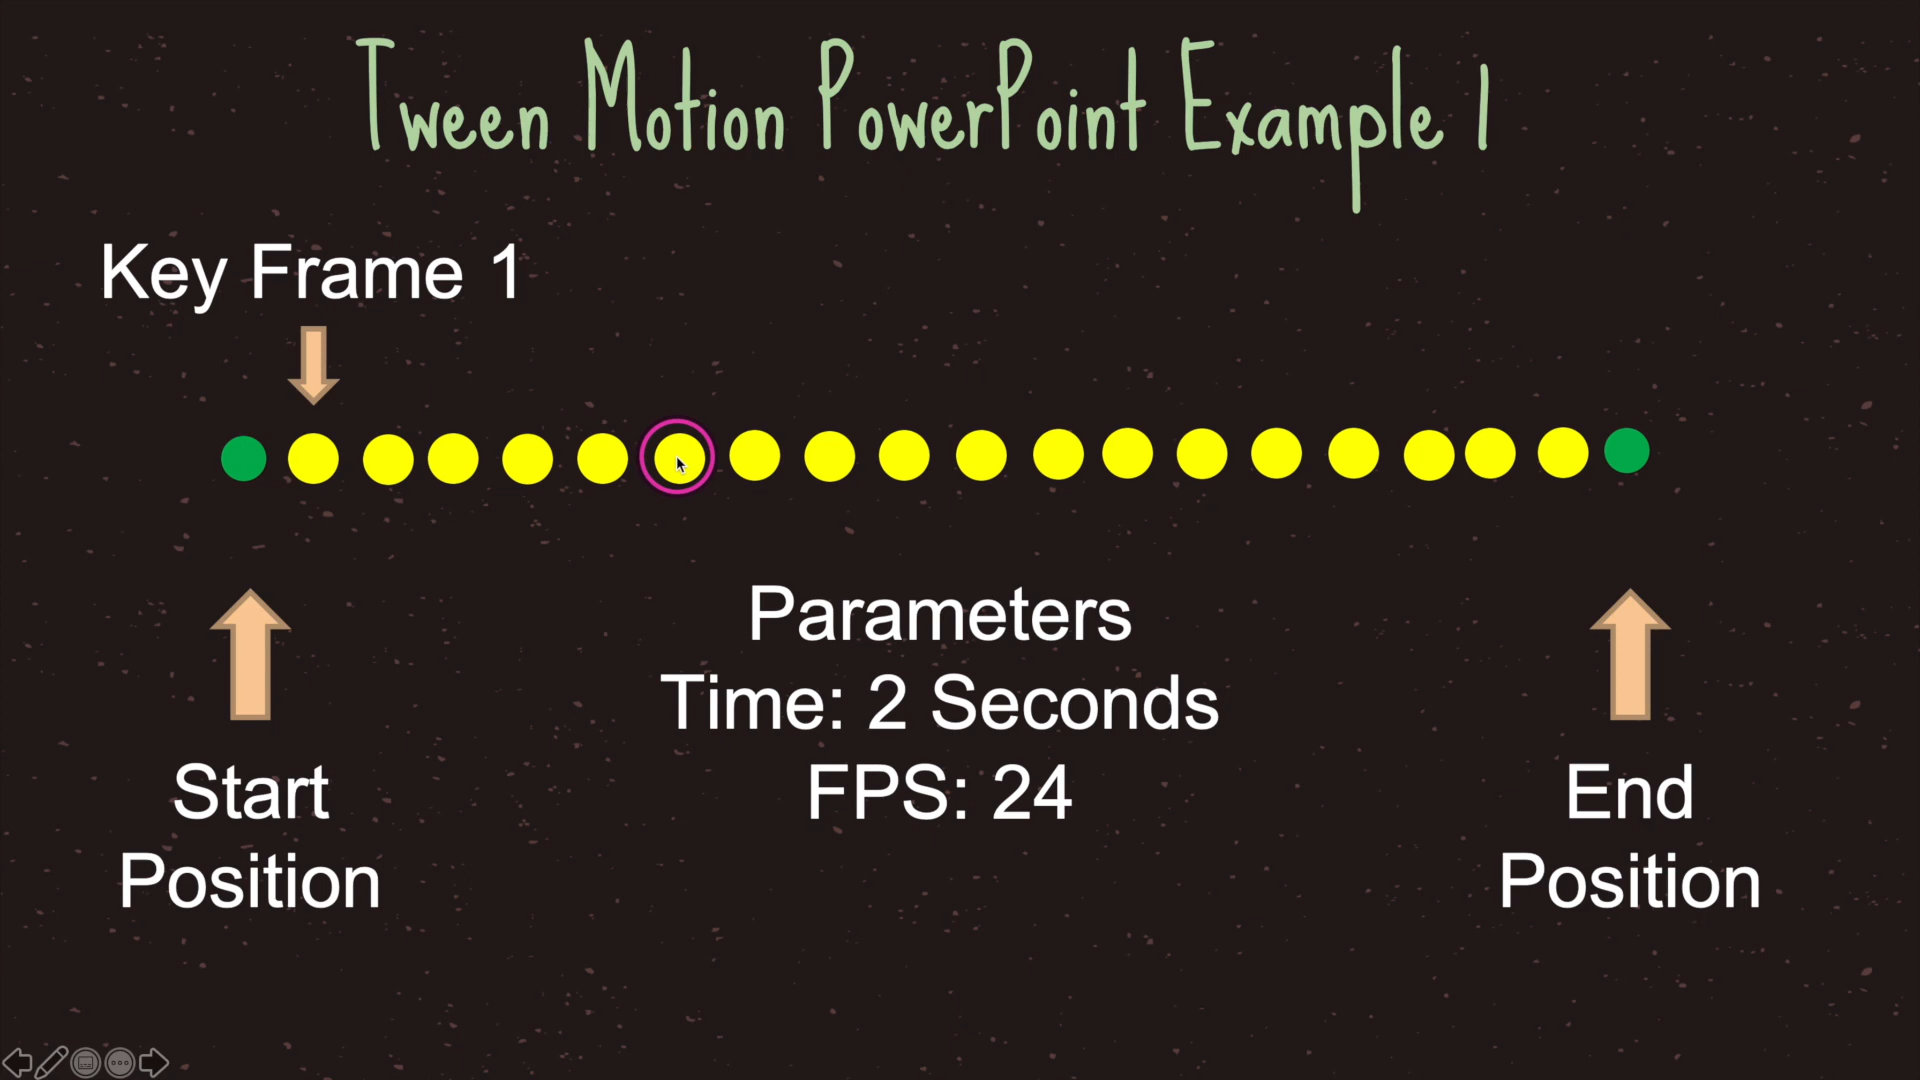 Tween Motion PowerPoint Example 1
Key Frame 1
Parameters
Time: 2 Seconds
FPS: 24
Start
Position
End
Position